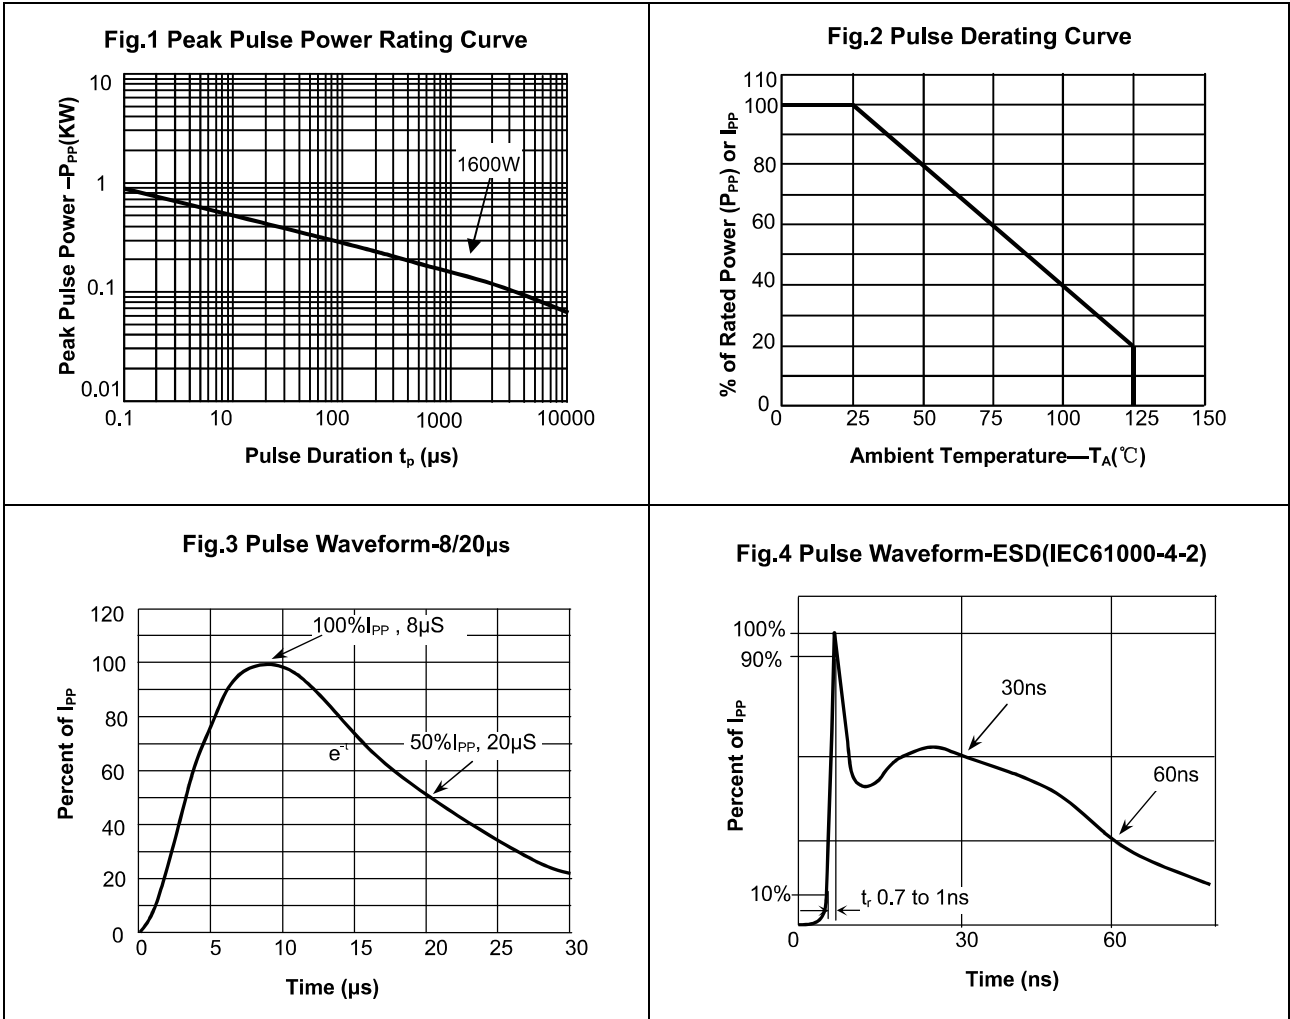 Fig.1 Peak Pulse Power Rating Curve
Peak Pulse Power –PPP(KW)
10
1
0.1
0.01
1600W
0.1
10
100
1000
10000
Pulse Duration tp (µs)
Fig.2 Pulse Derating Curve
% of Rated Power (PPP) or IPP
110
100
80
60
40
20
0
0
25
50
75
100
125
150
Ambient Temperature—TA(℃)
Fig.3 Pulse Waveform-8/20µs
Percent of IPP
120
100
80
60
40
20
0
100%IPP , 8µS
e-t
50%IPP, 20µS
0
5
10
15
20
25
30
Time (µs)
Fig.4 Pulse Waveform-ESD(IEC61000-4-2)
Percent of IPP
100%
90%
10%
30ns
60ns
tr 0.7 to 1ns
0
30
60
Time (ns)